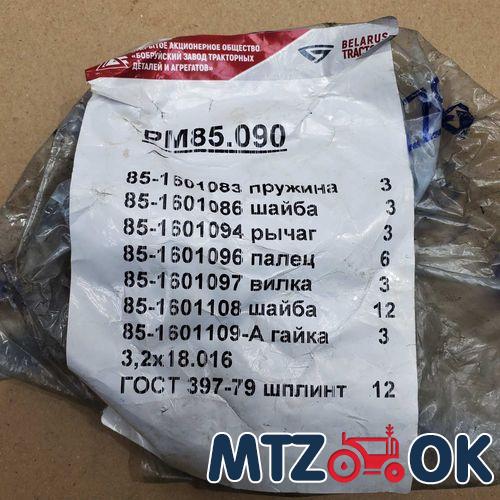 ОТКРЫТОЕ АКЦИОНЕРНОЕ ОБЩЕСТВО
«БОБРУЙСКИЙ ЗАВОД ТРАКТОРНЫХ
ДЕТАЛЕЙ И АГРЕГАТОВ»
BELARUS
TRACTOR
РМ85.090
85-1601083 пружина 3
85-1601086 шайба 3
85-1601094 рычаг 3
85-1601096 палец 6
85-1601097 вилка 3
85-1601108 шайба 12
85-1601109-А гайка 3
3,2х18.016
ГОСТ 397-79 шплинт 12
MTZ OK